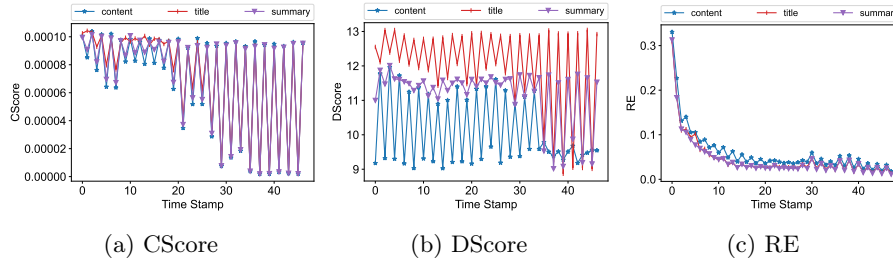 content title summary
0.00010
0.00008
0.00006
0.00004
0.00002
0.00000
CScore
0 10 20 30 40
Time Stamp
(a) CScore
content title summary
13
12
11
10
9
DScore
0 10 20 30 40
Time Stamp
(b) DScore
content title summary
0.3
0.2
0.1
0.0
RE
0 10 20 30 40
Time Stamp
(c) RE